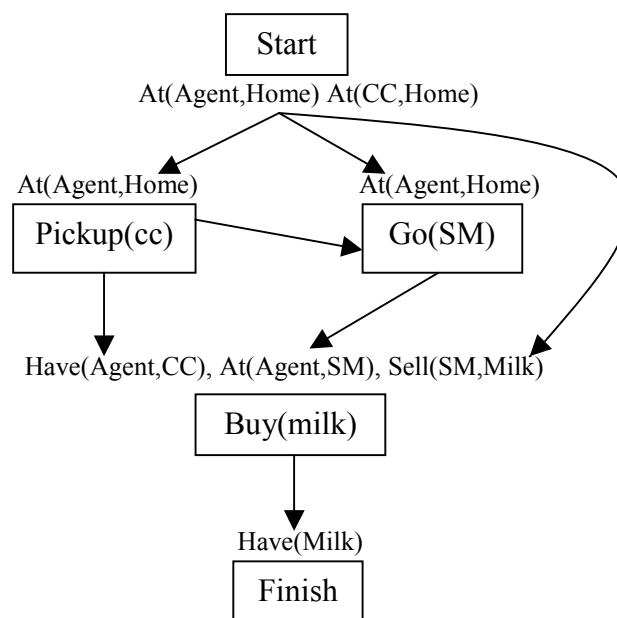 Start
At(Agent,Home) At(CC,Home)
At(Agent,Home) At(Agent,Home)
Pickup(cc) Go(SM)
Have(Agent,CC), At(Agent,SM), Sell(SM,Milk)
Buy(milk)
Have(Milk)
Finish